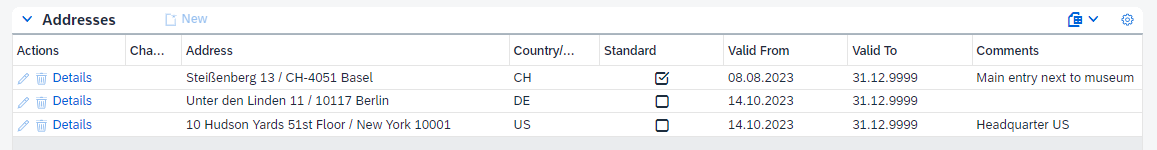 Addresses New
Actions Cha... Address Country/... Standard Valid From Valid To Comments
Details Steißenberg 13 / CH-4051 Basel CH 08.08.2023 31.12.9999 Main entry next to museum
Details Unter den Linden 11 / 10117 Berlin DE 14.10.2023 31.12.9999
Details 10 Hudson Yards 51st Floor / New York 10001 US 14.10.2023 31.12.9999 Headquarter US